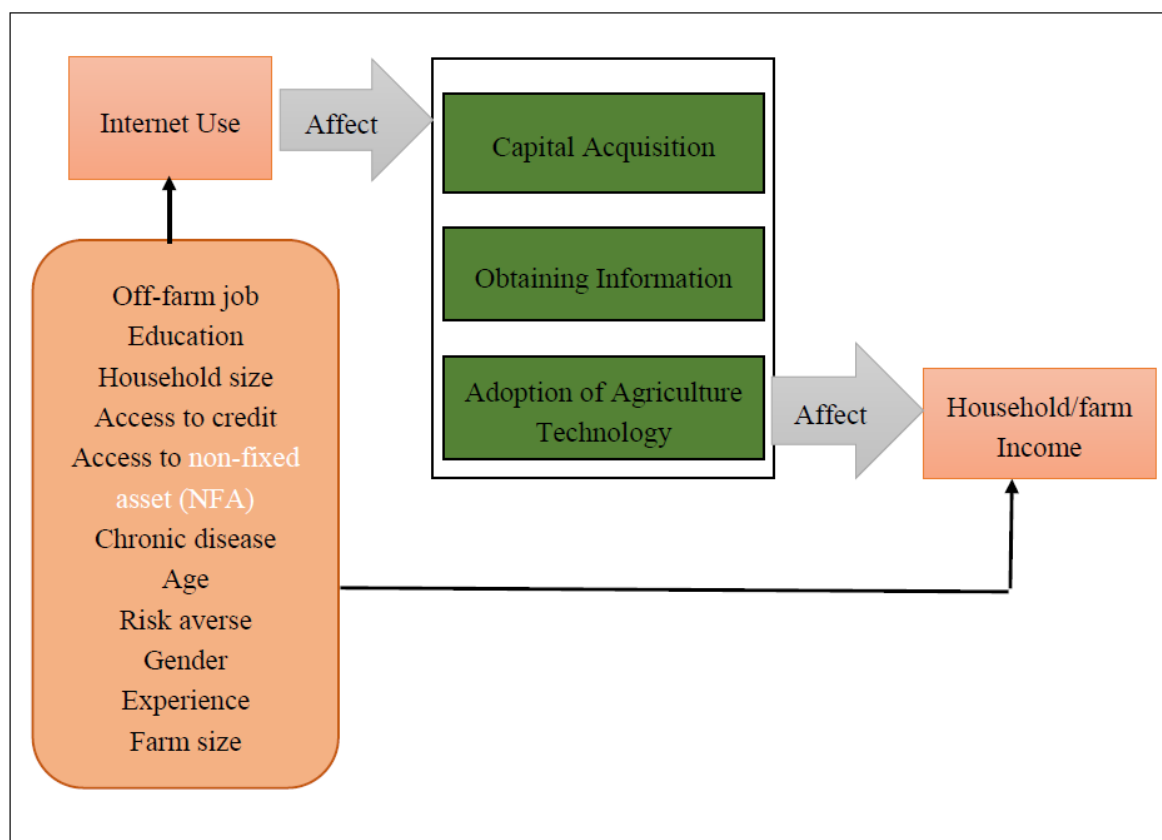 Internet Use
Affect
Capital Acquisition
Obtaining Information
Adoption of Agriculture
Technology
Affect
Household/farm
Income
Off-farm job
Education
Household size
Access to credit
Access to non-fixed
asset (NFA)
Chronic disease
Age
Risk averse
Gender
Experience
Farm size